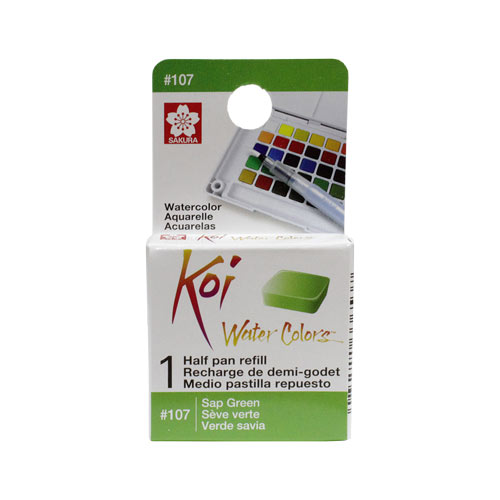 #107
SAKURA
Watercolor
Aquarelle
Acuarelas
Koi
Water Colors™
1 Half pan refill
Recharge de demi-godet
Medio pastilla repuesto
#107 Sap Green
Sève verte
Verde savia